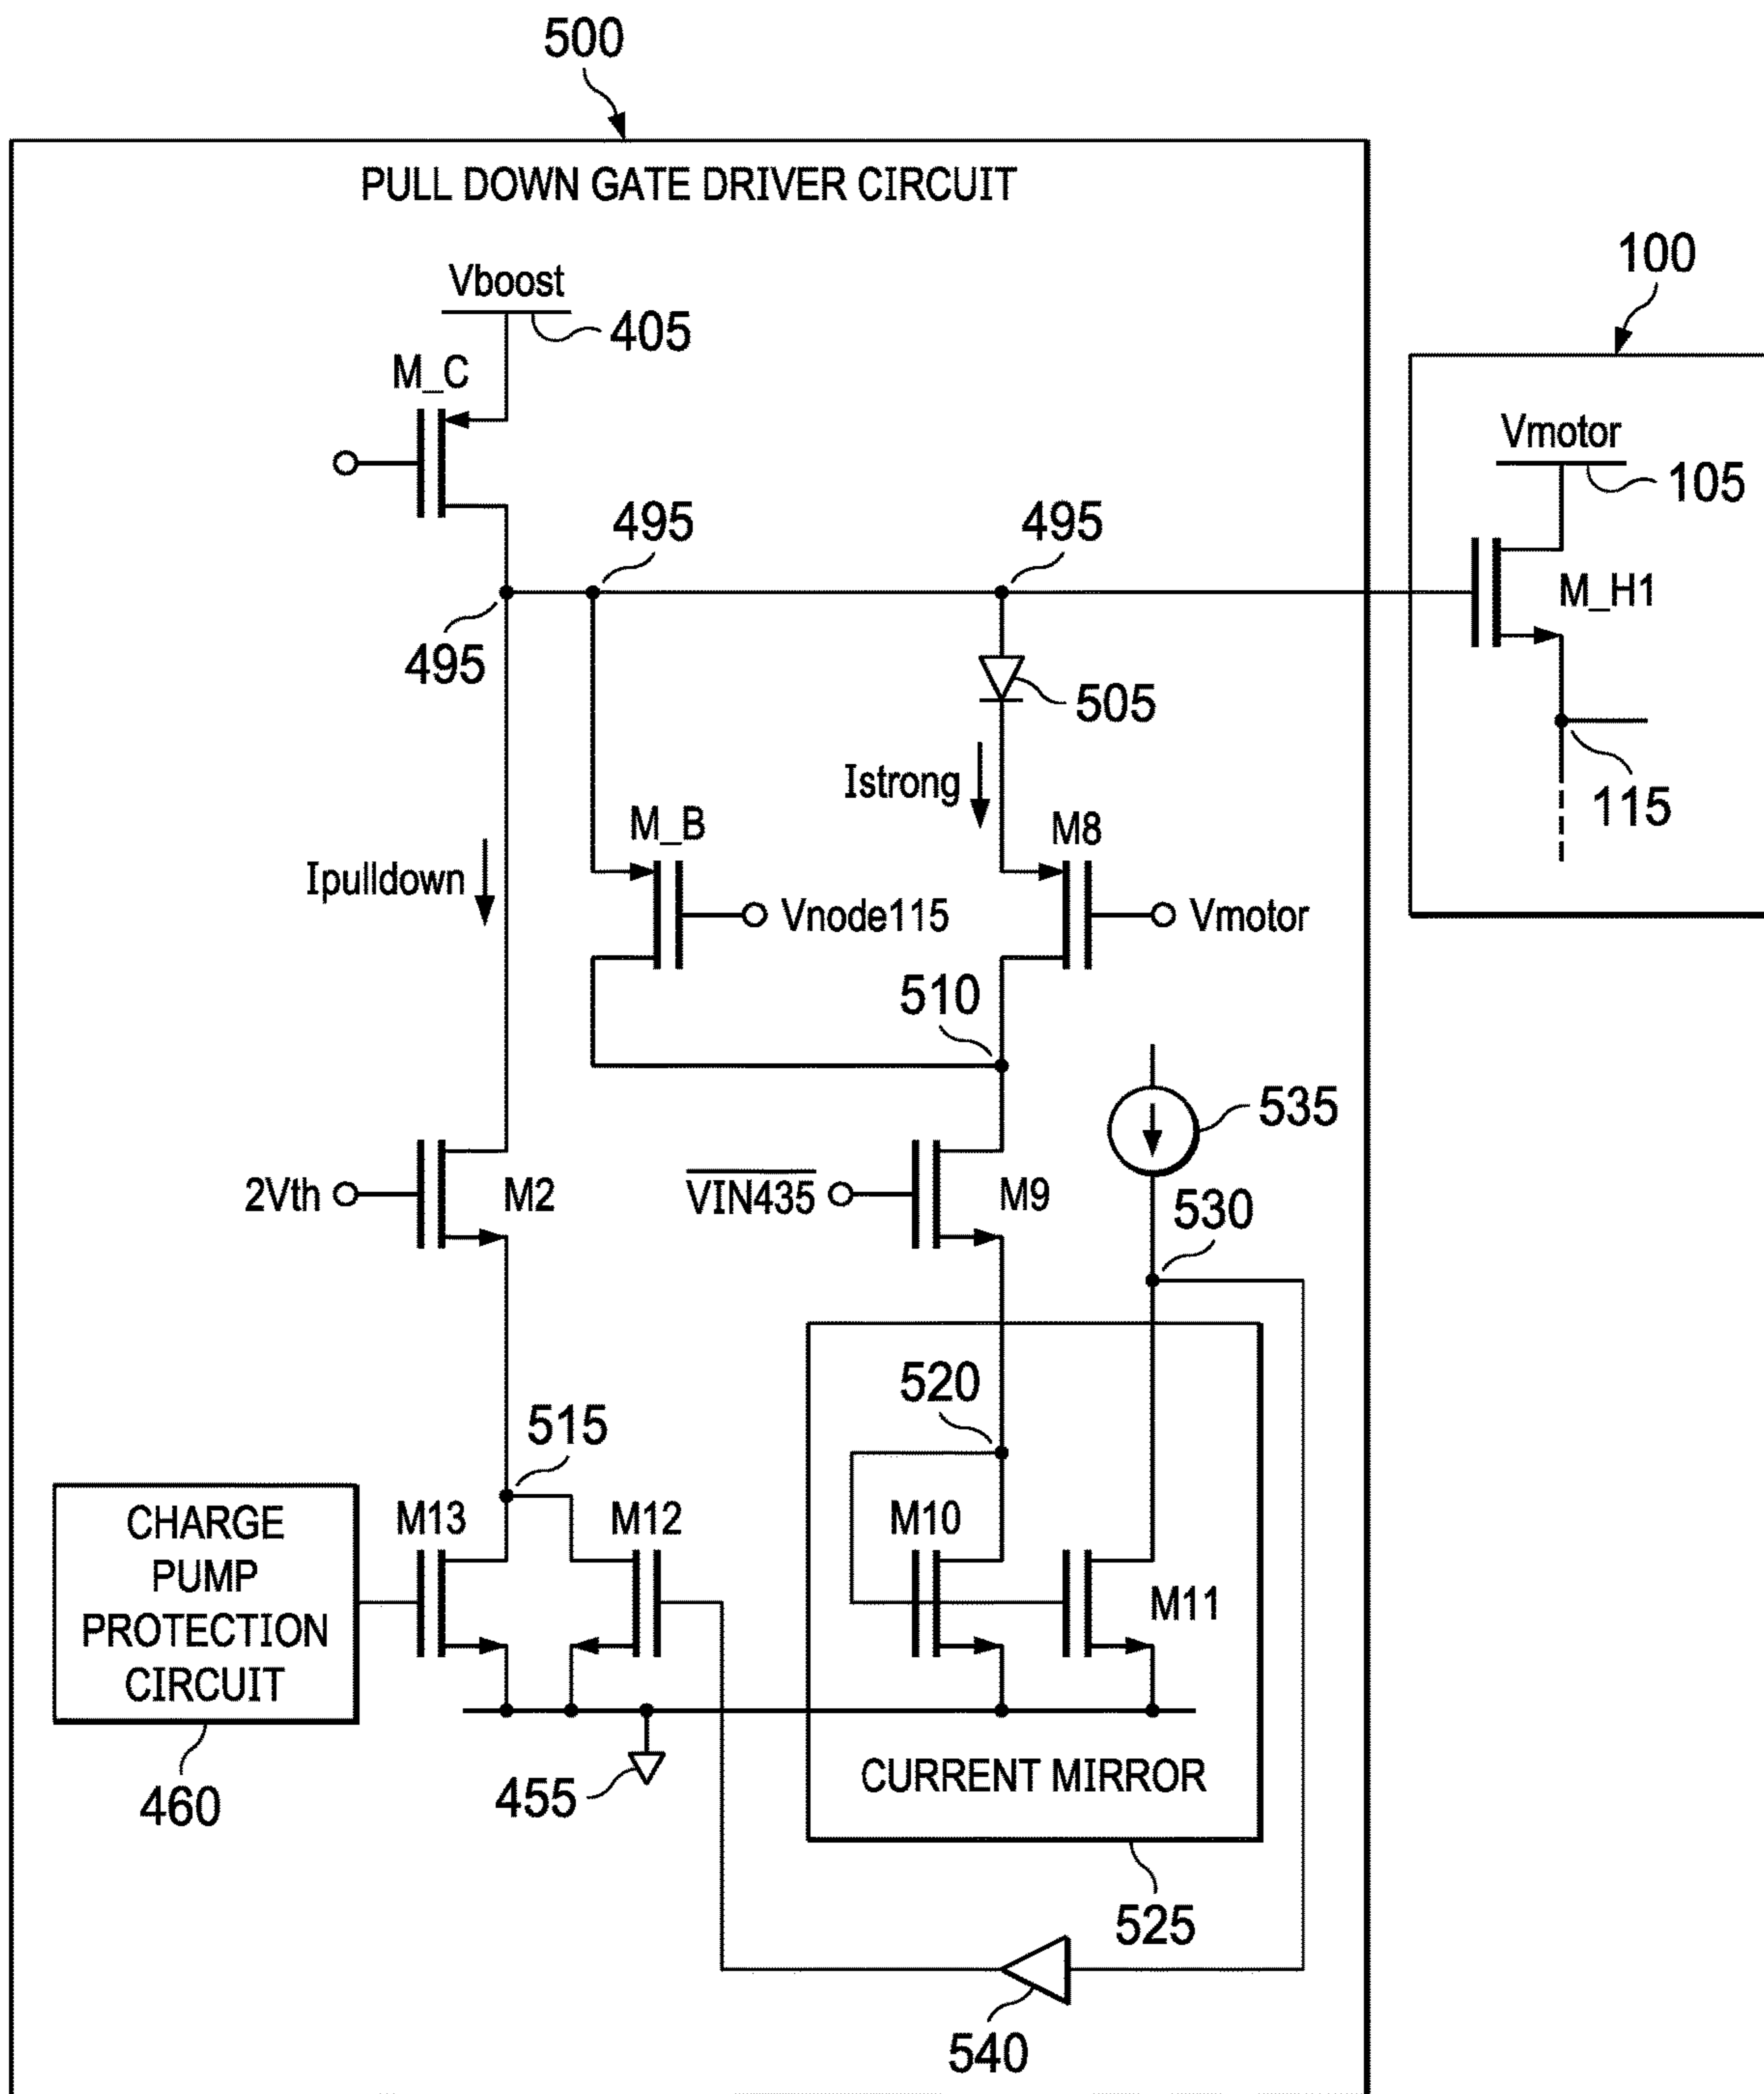 500
PULL DOWN GATE DRIVER CIRCUIT
100
Vboost
405
M_C
Vmotor
105
495
495
M_H1
495
505
Istrong
115
M_B
M8
Ipulldown
Vnode115
Vmotor
510
535
2Vth
M2
VIN435
M9
530
520
515
CHARGE
PUMP
PROTECTION
CIRCUIT
M13
M12
M10
M11
455
CURRENT MIRROR
460
525
540